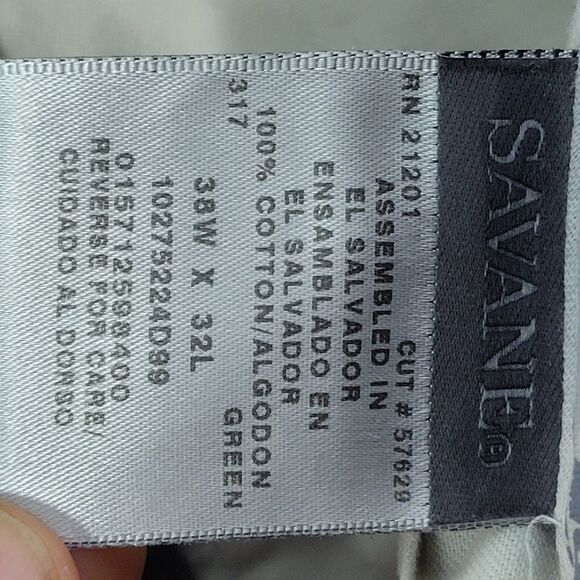 SAVANE®
RN 21201 CUT # 57629
ASSEMBLED IN
EL SALVADOR
ENSAMBLADO EN
EL SALVADOR
100% COTTON/ALGODON
317 GREEN
38W X 32L
10275224D99
015712598400
REVERSE FOR CARE/
CUIDADO AL DORSO